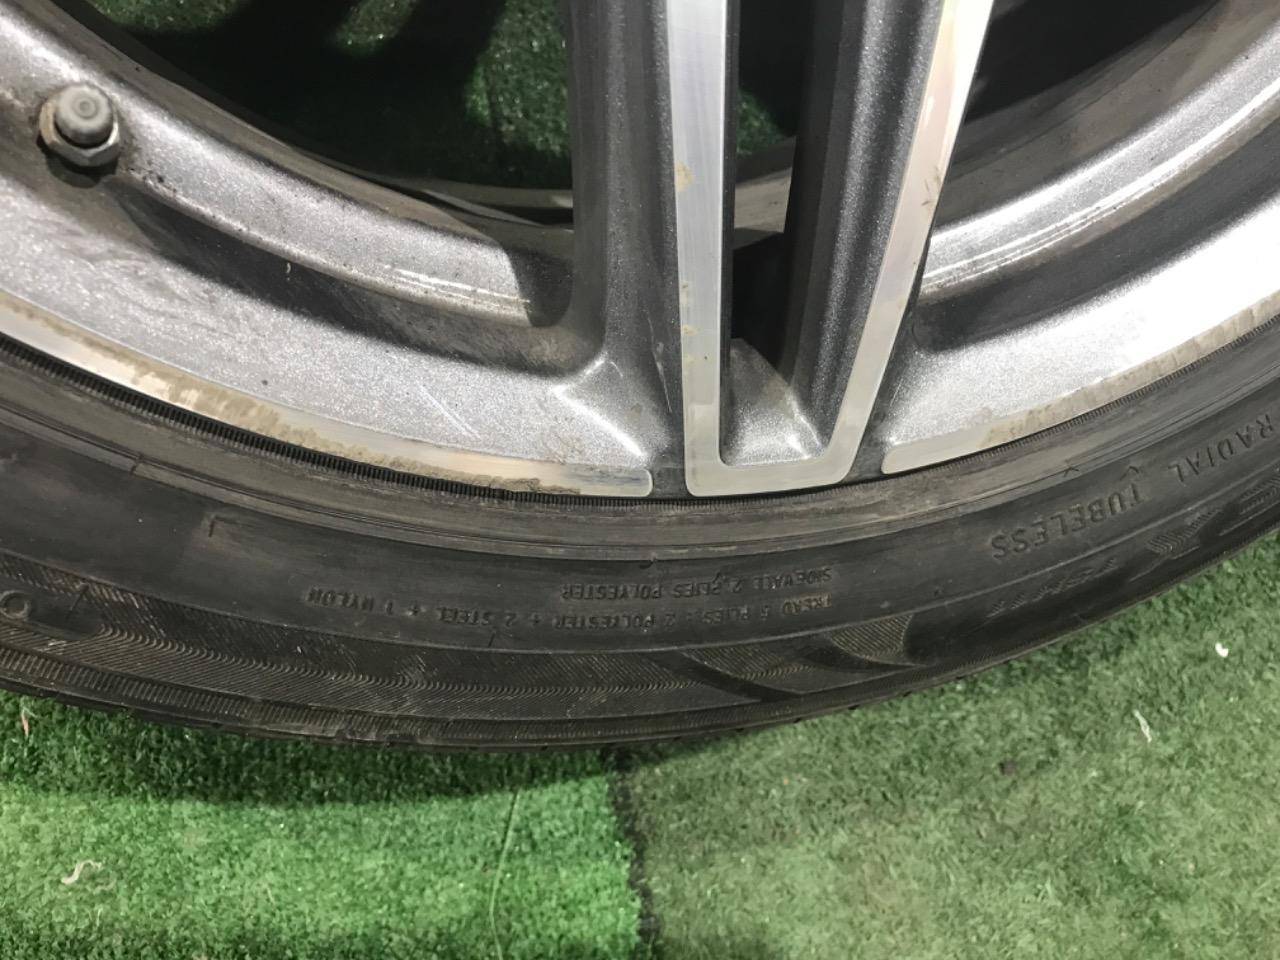 RADIAL TUBELESS
TREAD 5 PLIES: 2 POLYESTER + 2 STEEL + 1 NYLON
SIDEWALL 2 PLIES POLYESTER